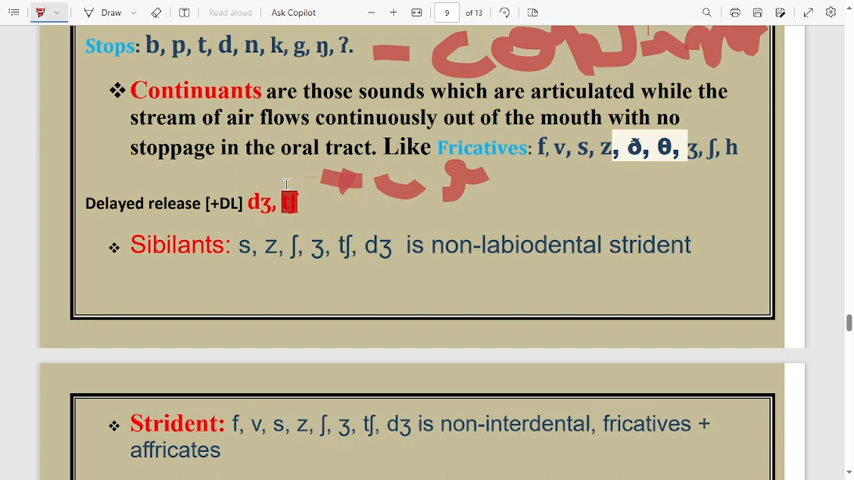 Draw
Read aloud
Ask Copilot
9 of 13
Stops: b, p, t, d, n, k, g, ŋ, ʔ.
- Consonant
❖ Continuants are those sounds which are articulated while the
stream of air flows continuously out of the mouth with no
stoppage in the oral tract. Like Fricatives: f, v, s, z, ð, θ, ʒ, ʃ, h
Delayed release [+DL] dʒ, tʃ
❖ Sibilants: s, z, ʃ, ʒ, tʃ, dʒ is non-labiodental strident
❖ Strident: f, v, s, z, ʃ, ʒ, tʃ, dʒ is non-interdental, fricatives +
affricates